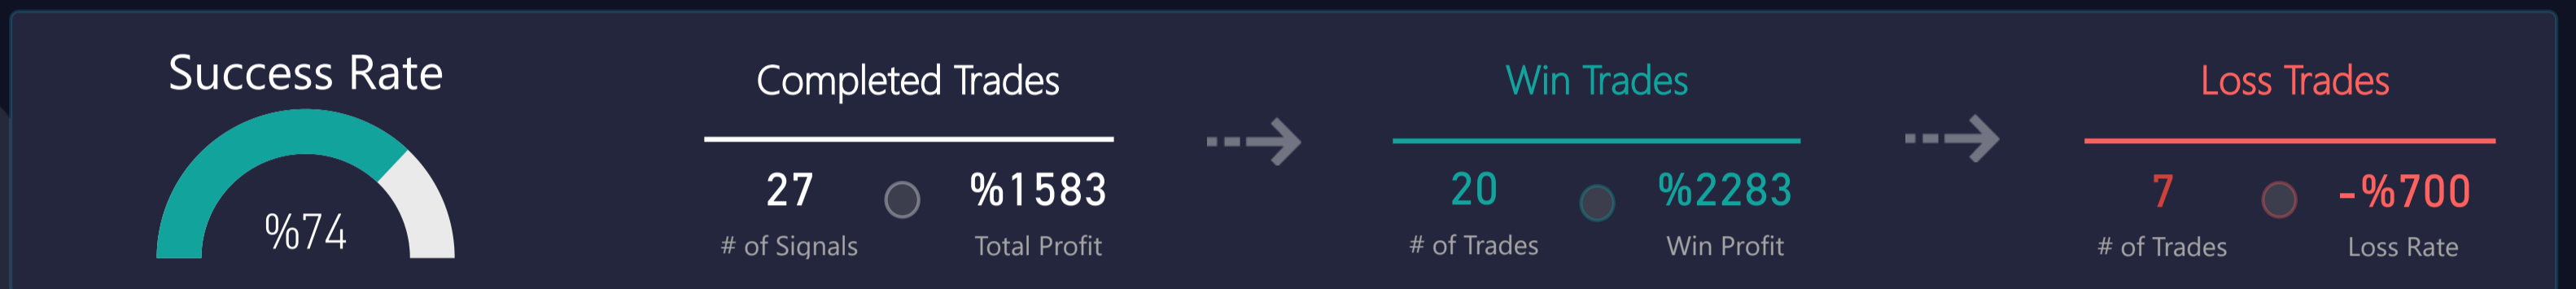 Success Rate
%74
Completed Trades
27
# of Signals
%1583
Total Profit
Win Trades
20
# of Trades
%2283
Win Profit
Loss Trades
7
# of Trades
-%700
Loss Rate